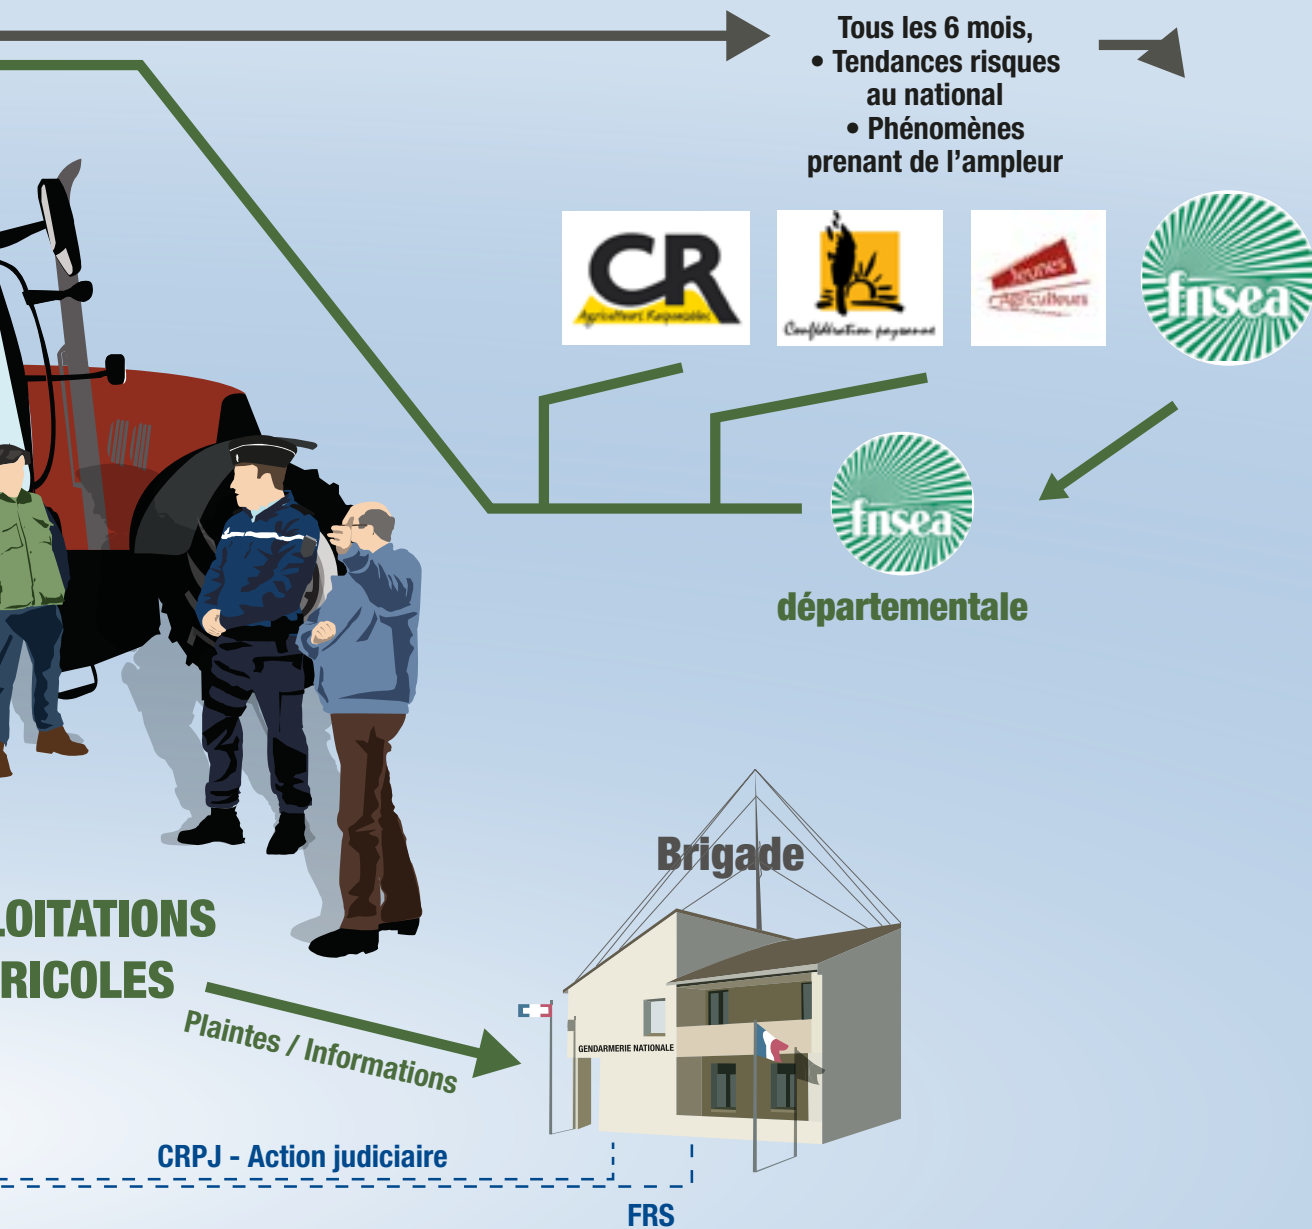 Tous les 6 mois,
• Tendances risques
au national
• Phénomènes
prenant de l’ampleur
CR
Agriculteurs Responsables
Confédération paysanne
Jeunes
Agriculteurs
fnsea
fnsea
départementale
Brigade
LOITATIONS
RICOLES
Plaintes / Informations
GENDARMERIE NATIONALE
CRPJ - Action judiciaire
FRS